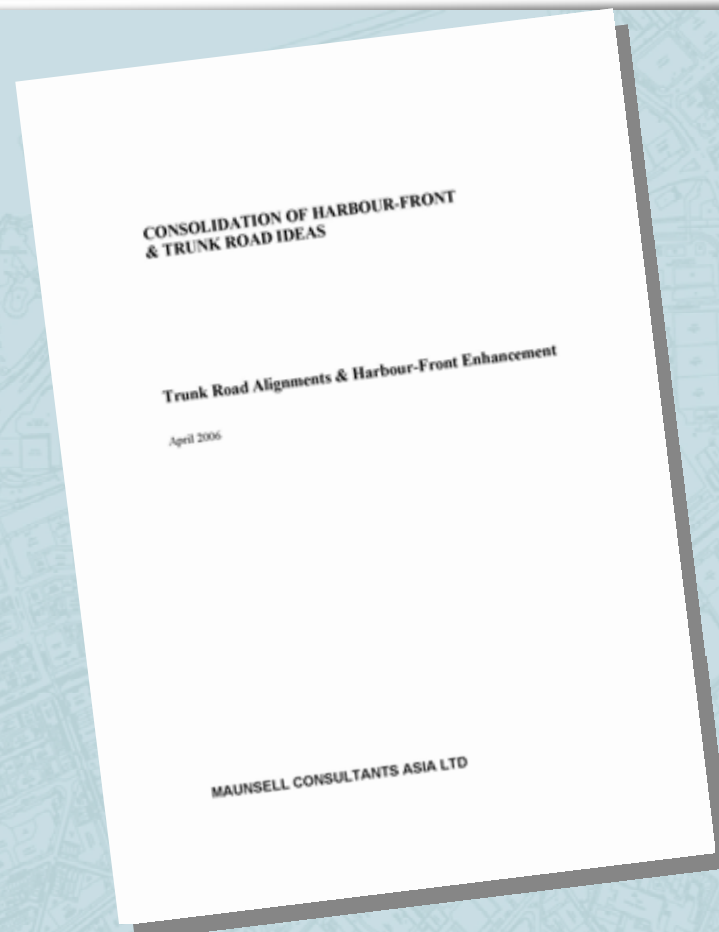 CONSOLIDATION OF HARBOUR-FRONT
& TRUNK ROAD IDEAS
Trunk Road Alignments & Harbour-Front Enhancement
April 2006
MAUNSELL CONSULTANTS ASIA LTD